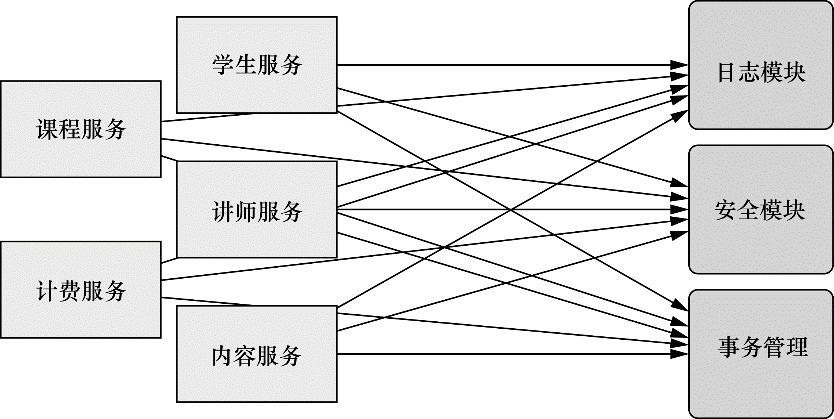 学生服务
课程服务
讲师服务
计费服务
内容服务
日志模块
安全模块
事务管理